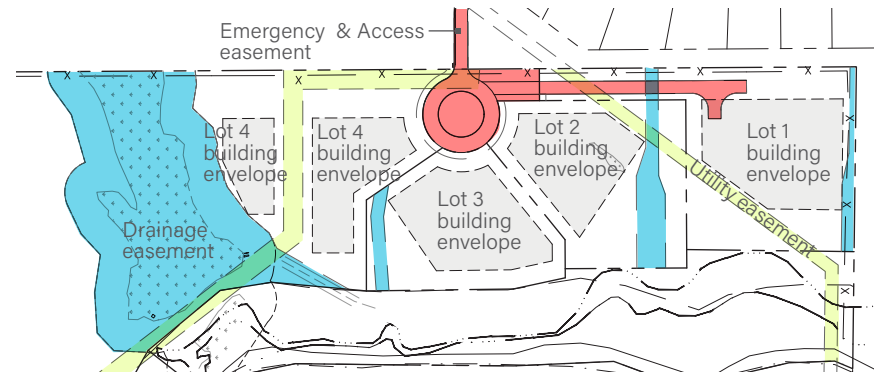 Emergency & Access
easement
Lot 4
building
envelope
Lot 4
building
envelope
Lot 2
building
envelope
Lot 1
building
envelope
Utility easement
Lot 3
building
envelope
Drainage
easement